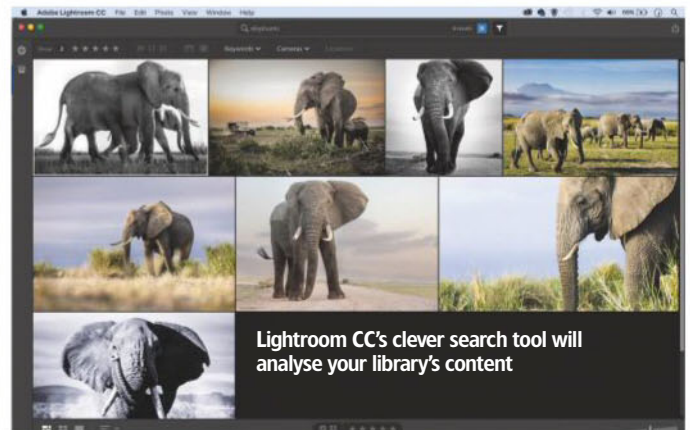 Adobe Lightroom CC File Edit Photo View Window Help
elephants
Keywords Cameras
Lightroom CC's clever search tool will
analyse your library's content